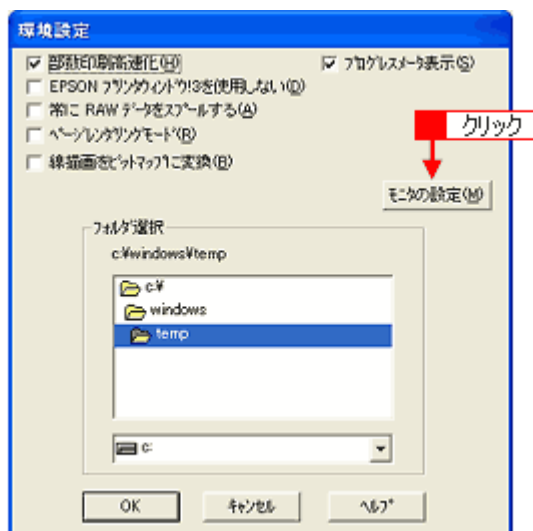 環境設定
部数印刷高速化(H) プログレスメータ表示(S)
EPSON プリンタウィンドウ!3を使用しない(D)
常に RAW データをスプールする(A)
ページレンダリングモード(R)
線描画をビットマップに変換(B)
クリック
モニタの設定(M)
フォルダ選択
c:¥windows¥temp
c:¥
windows
temp
c:
OK キャンセル ヘルプ